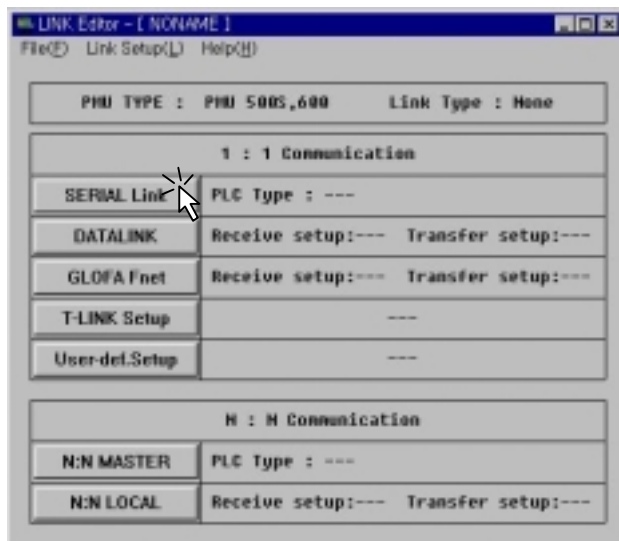 LINK Editor - [ NONAME ]
File(F) Link Setup(L) Help(H)
PMU TYPE : PMU 500S,600 Link Type : None
1 : 1 Communication
SERIAL Link PLC Type : ---
DATALINK Receive setup:--- Transfer setup:---
GLOFA Fnet Receive setup:--- Transfer setup:---
T-LINK Setup ---
User-def.Setup ---
N : N Communication
N:N MASTER PLC Type : ---
N:N LOCAL Receive setup:--- Transfer setup:---